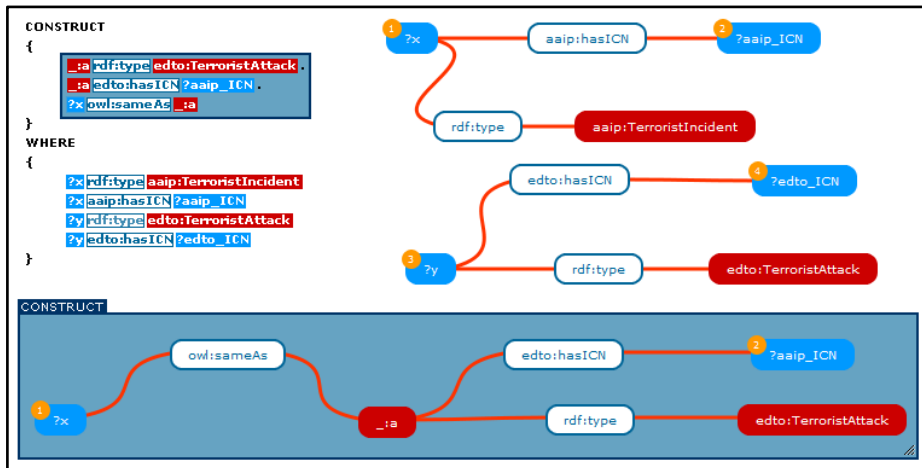 CONSTRUCT
{
_:a rdf:type edto:TerroristAttack .
_:a edto:hasICN ?aaip_ICN .
?x owl:sameAs _:a
}
WHERE
{
?x rdf:type aaip:TerroristIncident
?x aaip:hasICN ?aaip_ICN
?y rdf:type edto:TerroristAttack
?y edto:hasICN ?edto_ICN
}
1 ?x aaip:hasICN 2 ?aaip_ICN
rdf:type aaip:TerroristIncident
edto:hasICN 4 ?edto_ICN
3 ?y rdf:type edto:TerroristAttack
CONSTRUCT
owl:sameAs edto:hasICN 2 ?aaip_ICN
1 ?x _:a rdf:type edto:TerroristAttack